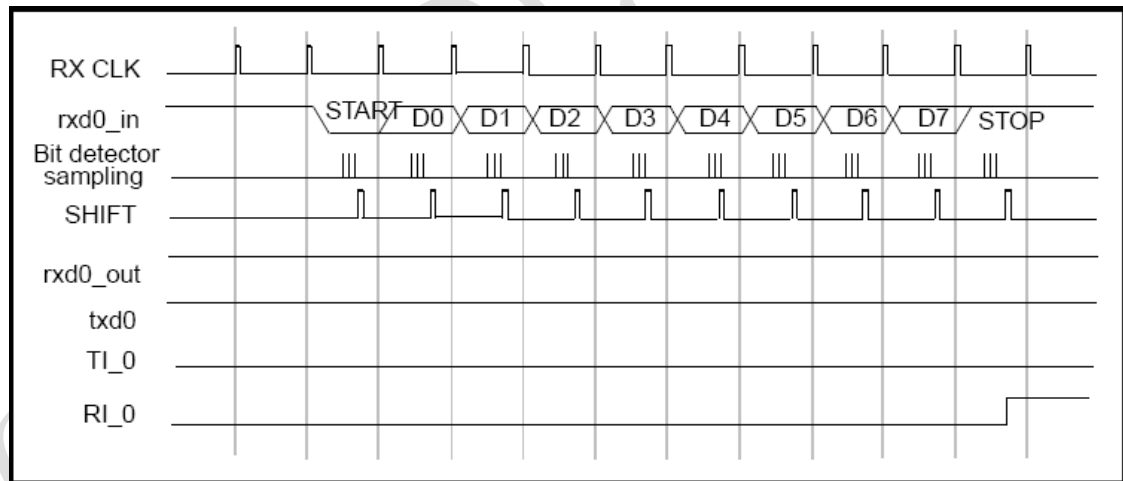 RX CLK
rxd0_in START D0 D1 D2 D3 D4 D5 D6 D7 STOP
Bit detector
sampling
SHIFT
rxd0_out
txd0
TI_0
RI_0